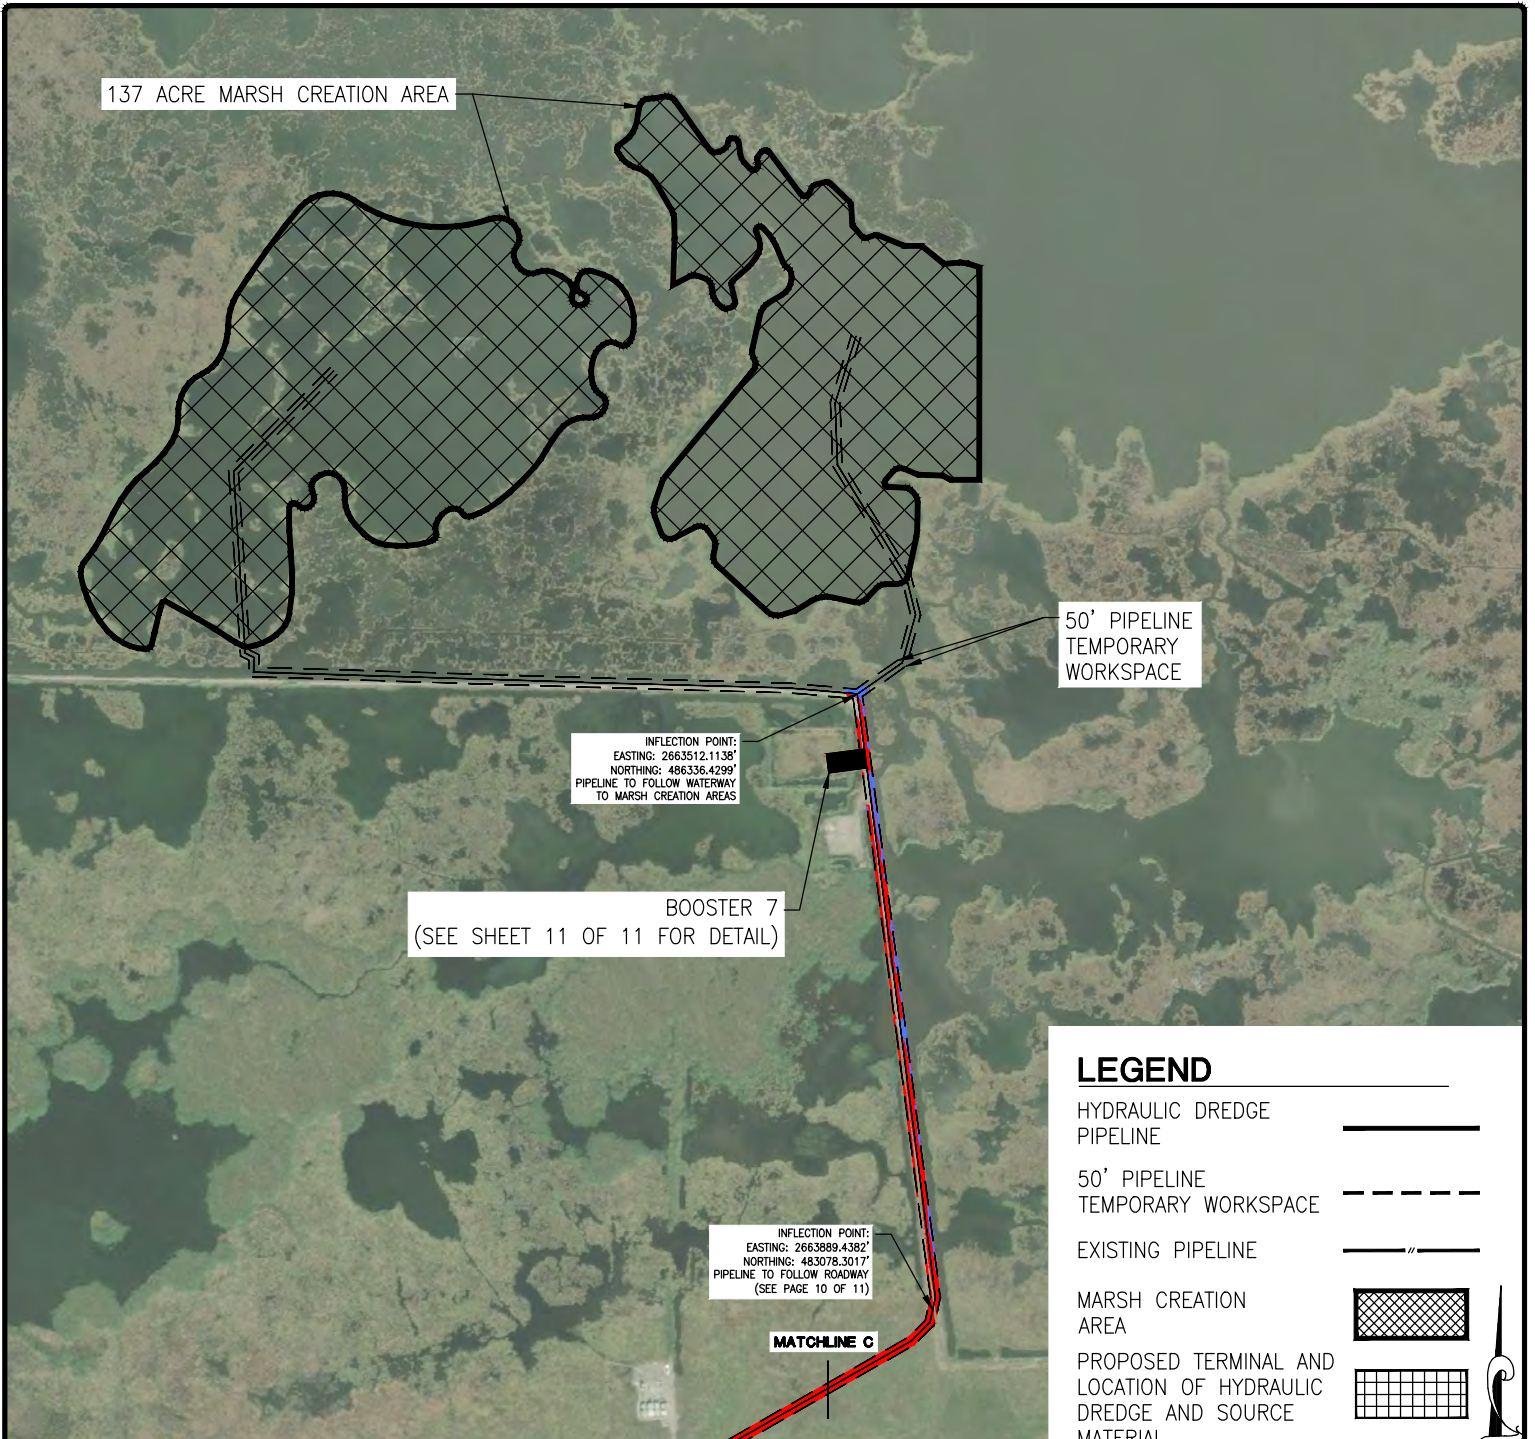 137 ACRE MARSH CREATION AREA
50' PIPELINE
TEMPORARY
WORKSPACE
INFLECTION POINT:
EASTING: 2663512.1138'
NORTHING: 486336.4299'
PIPELINE TO FOLLOW WATERWAY
TO MARSH CREATION AREAS
BOOSTER 7
(SEE SHEET 11 OF 11 FOR DETAIL)
INFLECTION POINT:
EASTING: 2663889.4382'
NORTHING: 483078.3017'
PIPELINE TO FOLLOW ROADWAY
(SEE PAGE 10 OF 11)
MATCHLINE C
LEGEND
HYDRAULIC DREDGE
PIPELINE
50' PIPELINE
TEMPORARY WORKSPACE
EXISTING PIPELINE
MARSH CREATION
AREA
PROPOSED TERMINAL AND
LOCATION OF HYDRAULIC
DREDGE AND SOURCE
MATERIAL